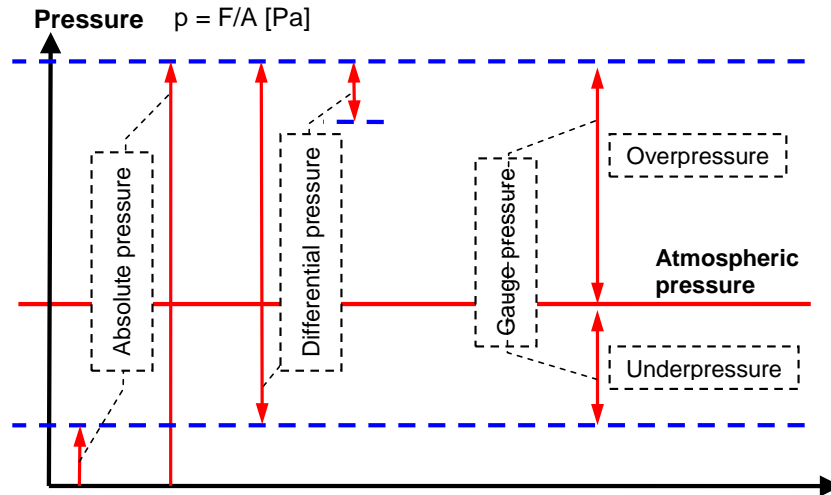 Pressure p = F/A [Pa]
Absolute pressure
Differential pressure
Gauge pressure
Overpressure
Atmospheric
pressure
Underpressure